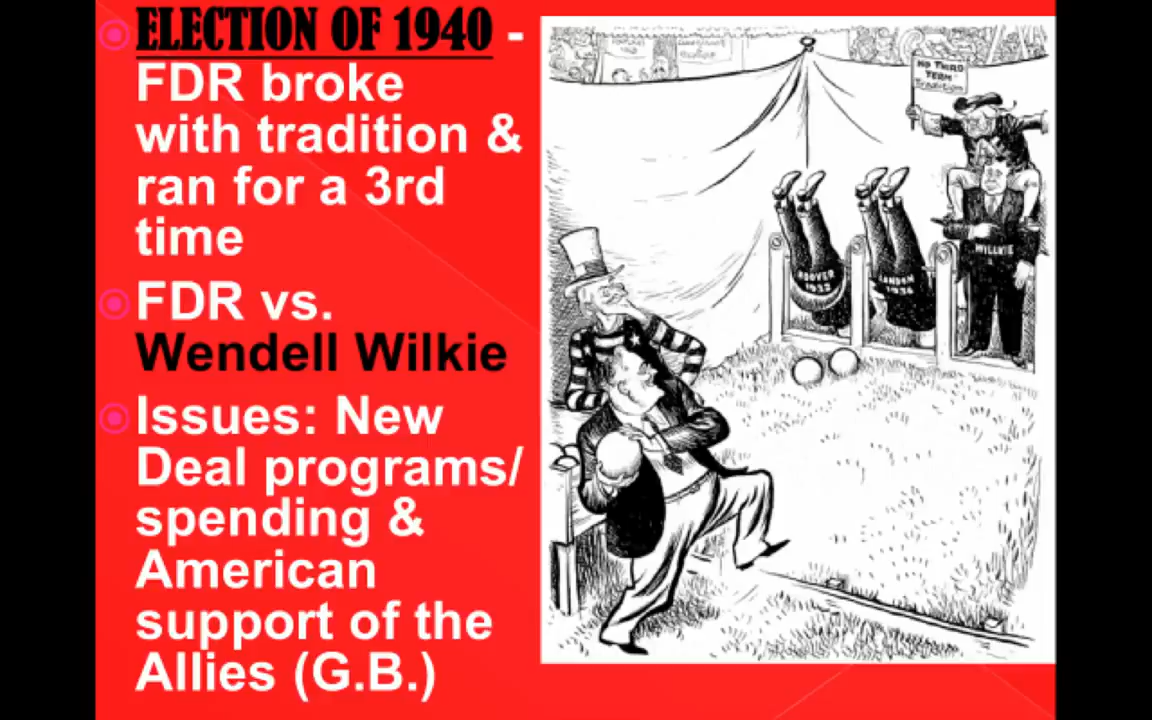 ELECTION OF 1940 -
FDR broke
with tradition &
ran for a 3rd
time
FDR vs.
Wendell Wilkie
Issues: New
Deal programs/
spending &
American
support of the
Allies (G.B.)
NO THIRD
TERM
Tradition
WILLKIE
HOOVER
1932
LANDON
1936